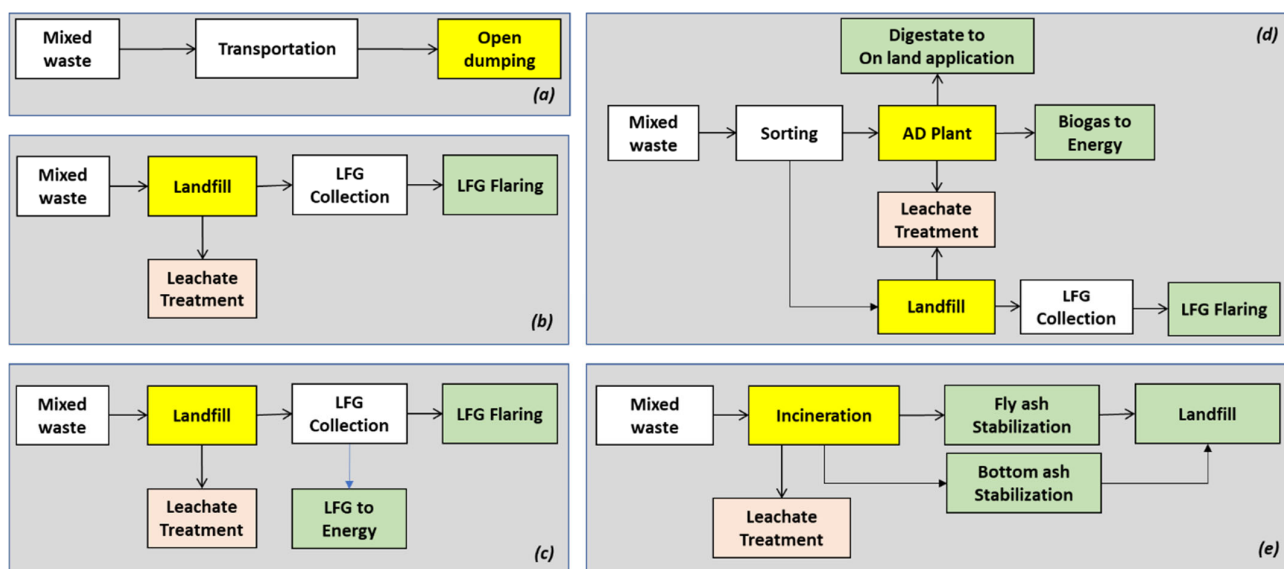 Mixed
waste
Transportation
Open
dumping
(a)
Mixed
waste
Landfill
LFG
Collection
LFG Flaring
Leachate
Treatment
(b)
Mixed
waste
Landfill
LFG
Collection
LFG Flaring
Leachate
Treatment
LFG to
Energy
(c)
Digestate to
On land application
(d)
Mixed
waste
Sorting
AD Plant
Biogas to
Energy
Leachate
Treatment
Landfill
LFG
Collection
LFG Flaring
Mixed
waste
Incineration
Fly ash
Stabilization
Landfill
Bottom ash
Stabilization
Leachate
Treatment
(e)